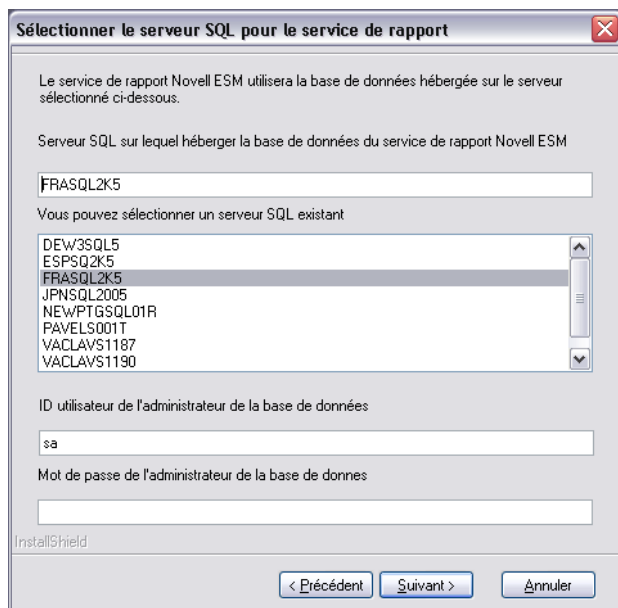 Sélectionner le serveur SQL pour le service de rapport
Le service de rapport Novell ESM utilisera la base de données hébergée sur le serveur
sélectionné ci-dessous.
Serveur SQL sur lequel héberger la base de données du service de rapport Novell ESM
FRASQL2K5
Vous pouvez sélectionner un serveur SQL existant
DEW3SQL5
ESPSQ2K5
FRASQL2K5
JPNSQL2005
NEWPTGSQL01R
PAVELS001T
VACLAVS1187
VACLAVS1190
ID utilisateur de l'administrateur de la base de données
sa
Mot de passe de l'administrateur de la base de donnes
InstallShield
< Précédent Suivant > Annuler